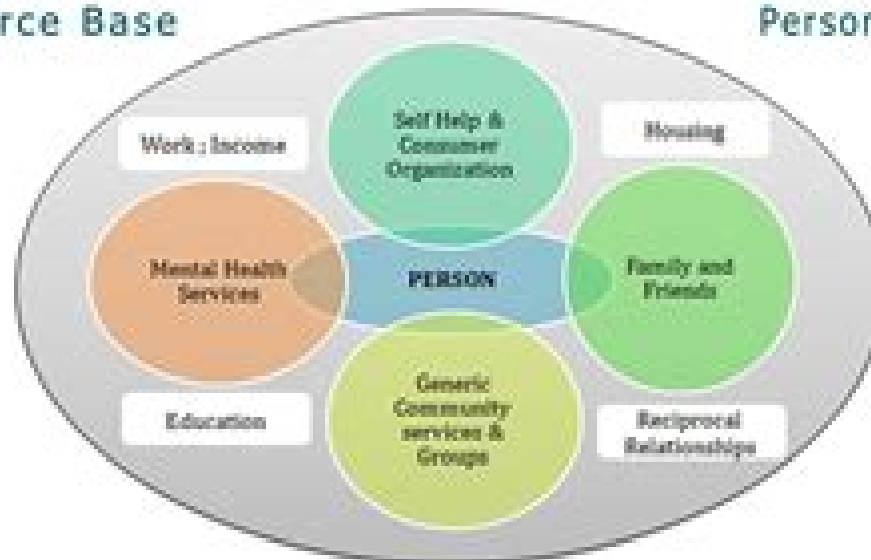 rce Base
Person
Self Help &
Consumer
Organization
Work ; Income
Housing
Mental Health
Services
PERSON
Family and
Friends
Generic
Community
services &
Groups
Education
Reciprocal
Relationships